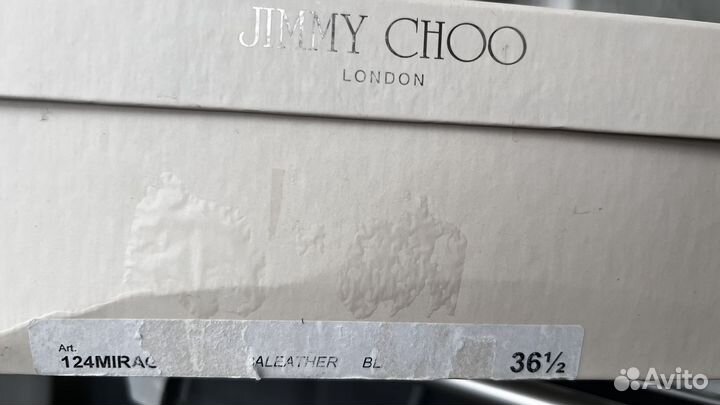 JIMMY CHOO
LONDON
Art.
124MIRAC ALEATHER BL 36½
Avito